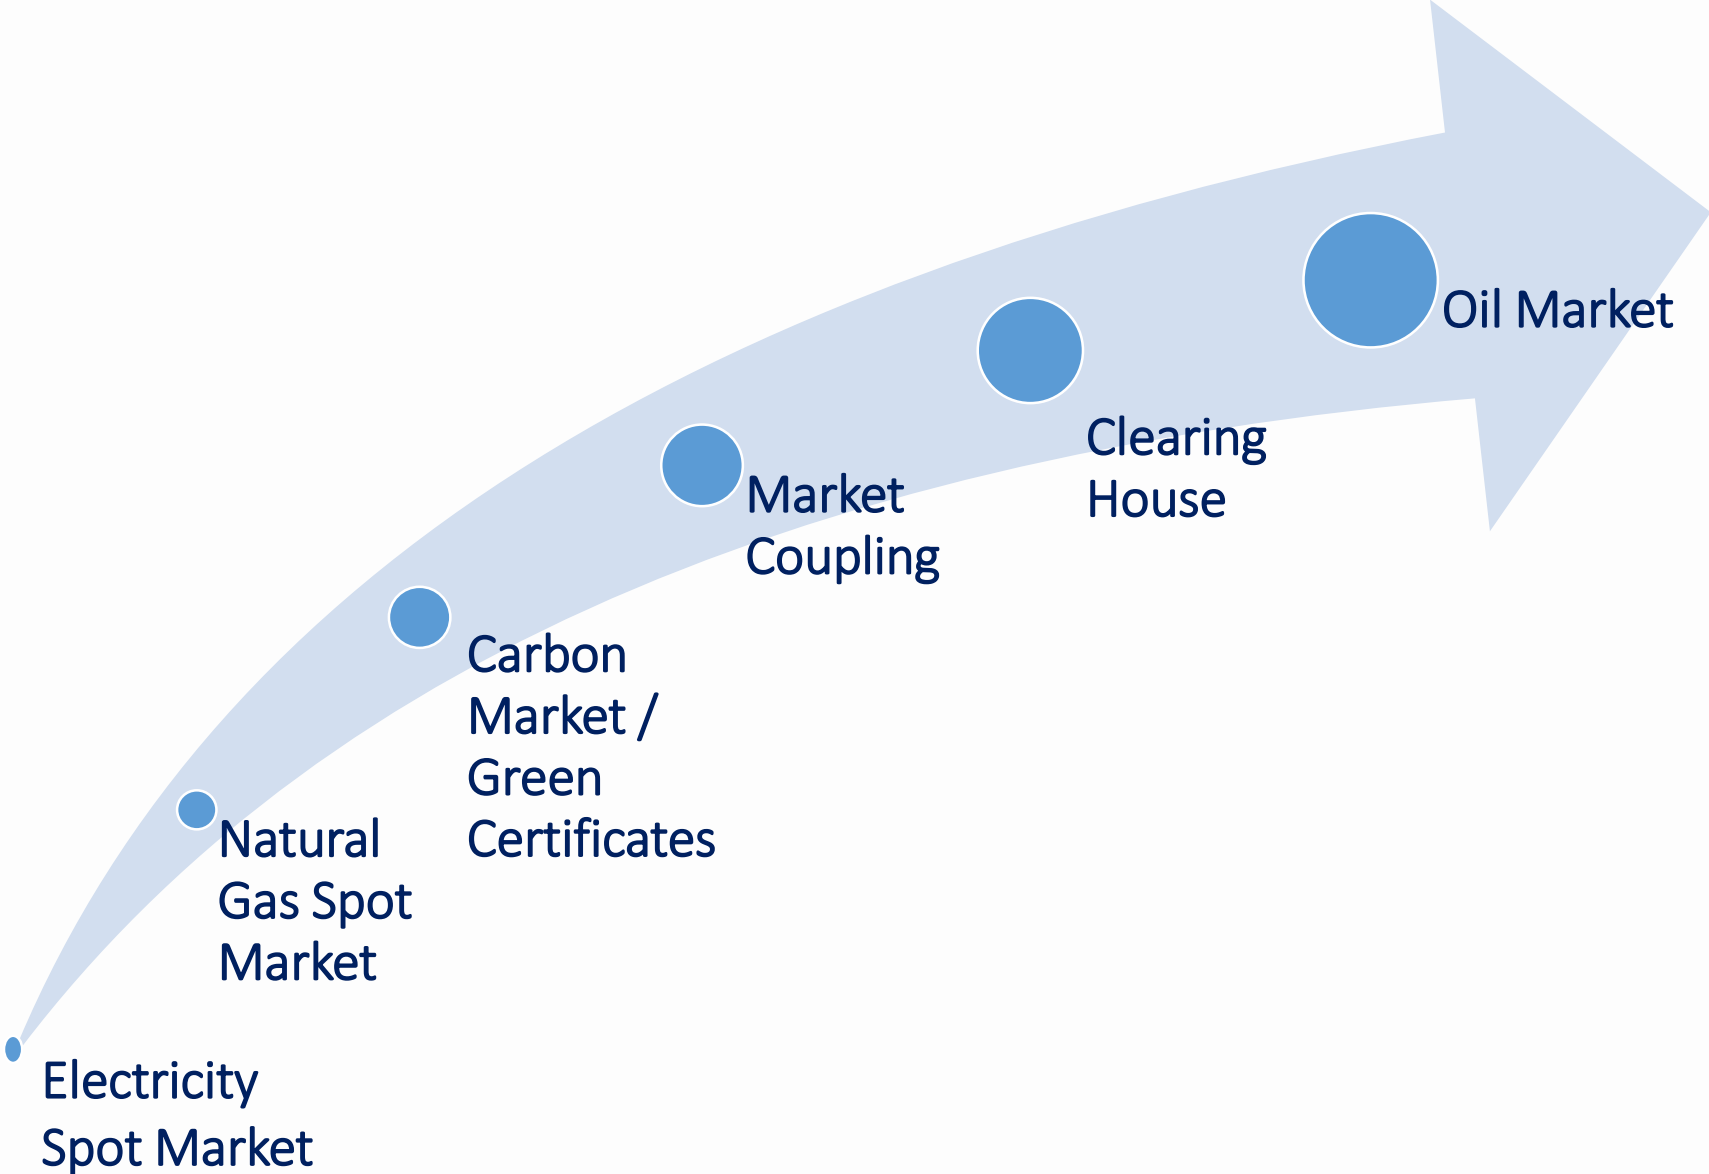 Oil Market
Clearing
House
Market
Coupling
Carbon
Market /
Green
Certificates
Natural
Gas Spot
Market
Electricity
Spot Market